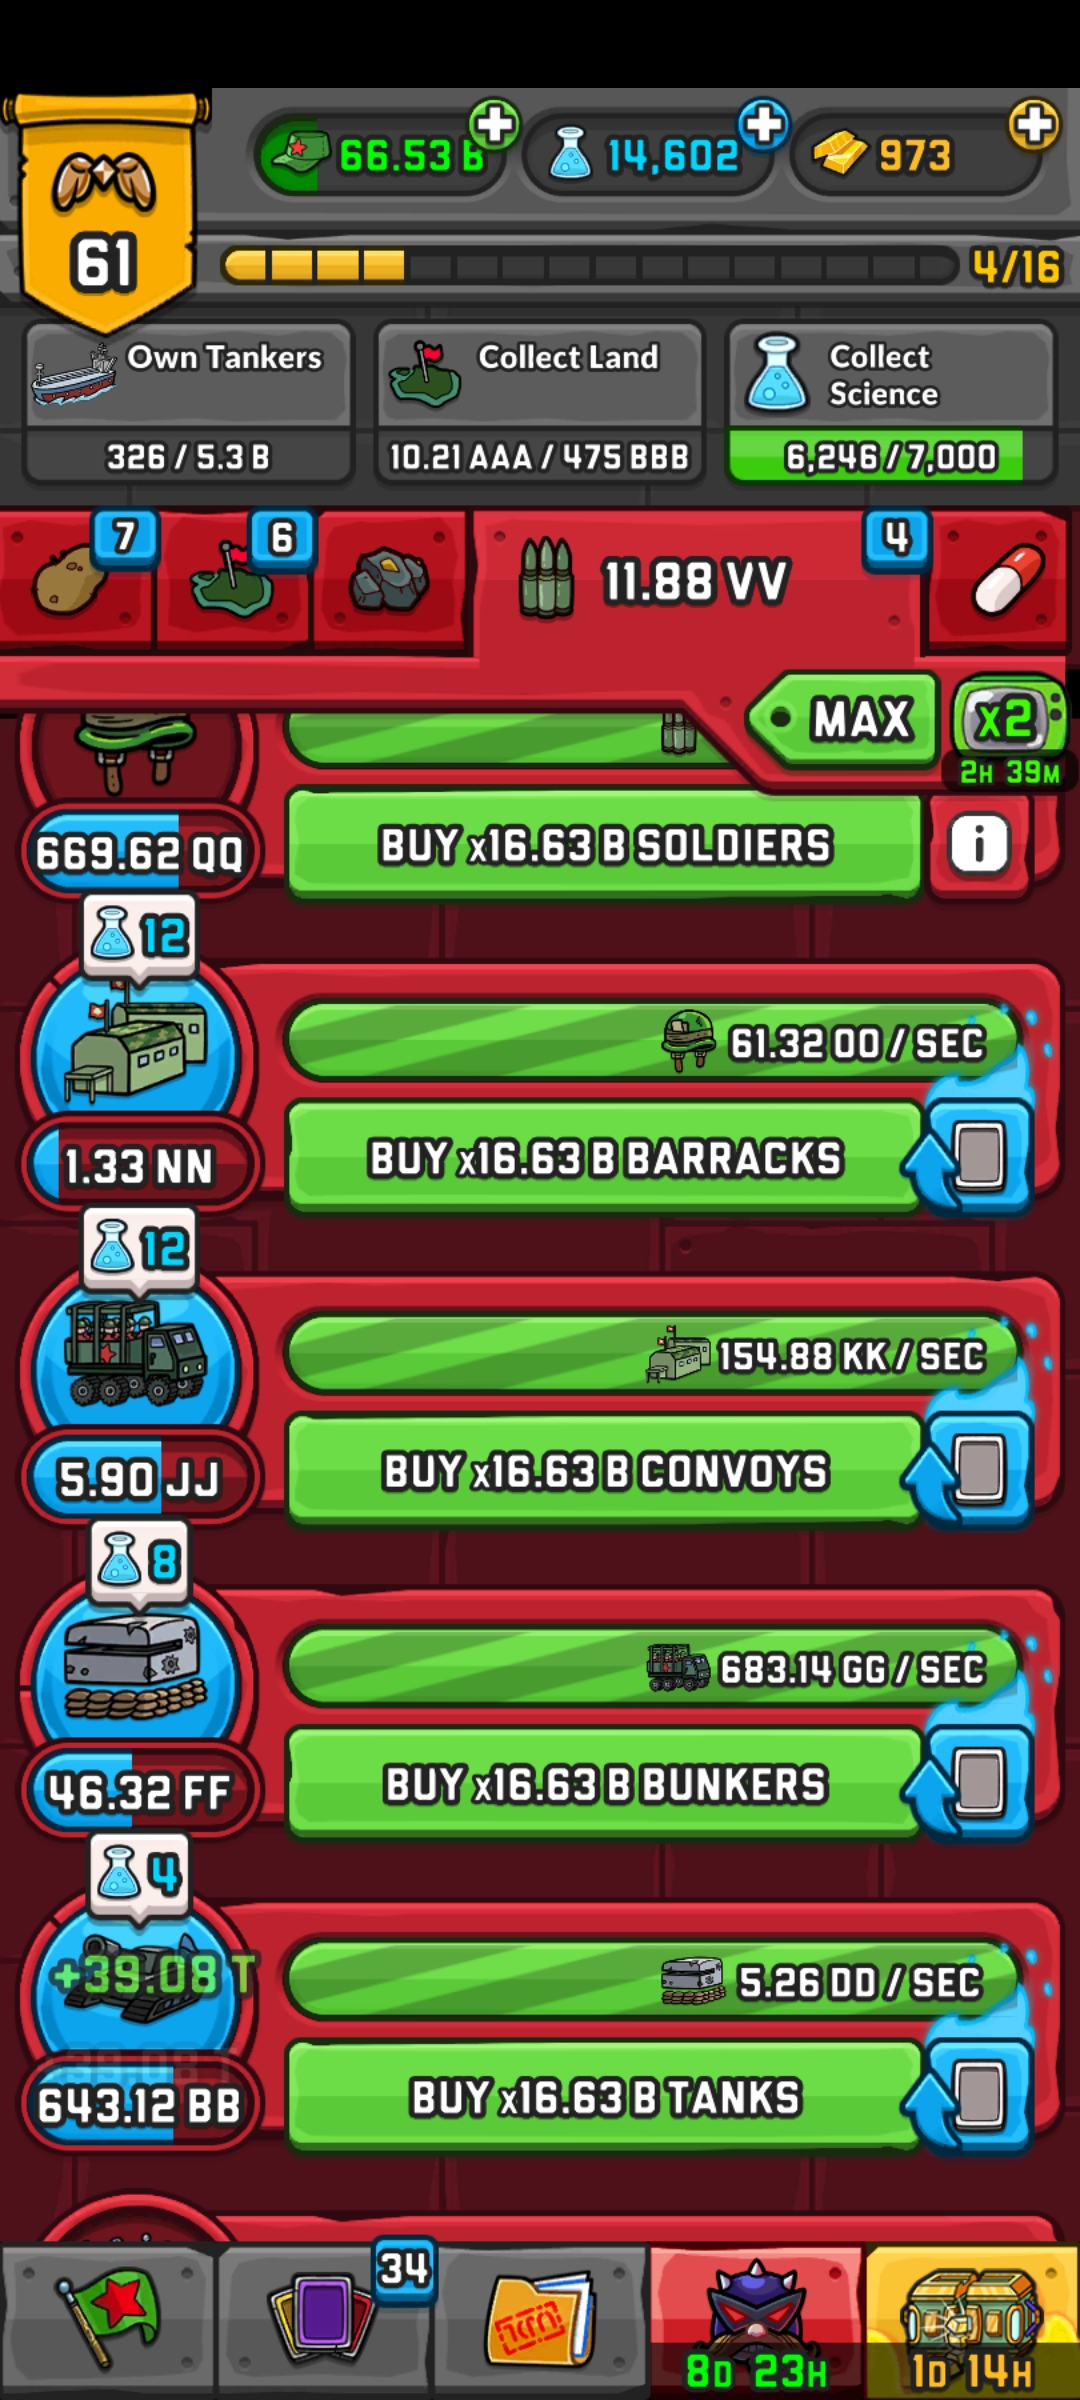 66.53 B
14,602
973
61
4/16
Own Tankers
326 / 5.3 B
Collect Land
10.21 AAA / 475 BBB
Collect
Science
6,246 / 7,000
7
6
11.88 VV
4
MAX
x2
2H 39M
669.62 QQ
BUY x16.63 B SOLDIERS
i
12
61.32 OO / SEC
1.33 NN
BUY x16.63 B BARRACKS
12
154.88 KK / SEC
5.90 JJ
BUY x16.63 B CONVOYS
8
683.14 GG / SEC
46.32 FF
BUY x16.63 B BUNKERS
4
+39.08 T
5.26 DD / SEC
643.12 BB
BUY x16.63 B TANKS
34
8D 23H
1D 14H